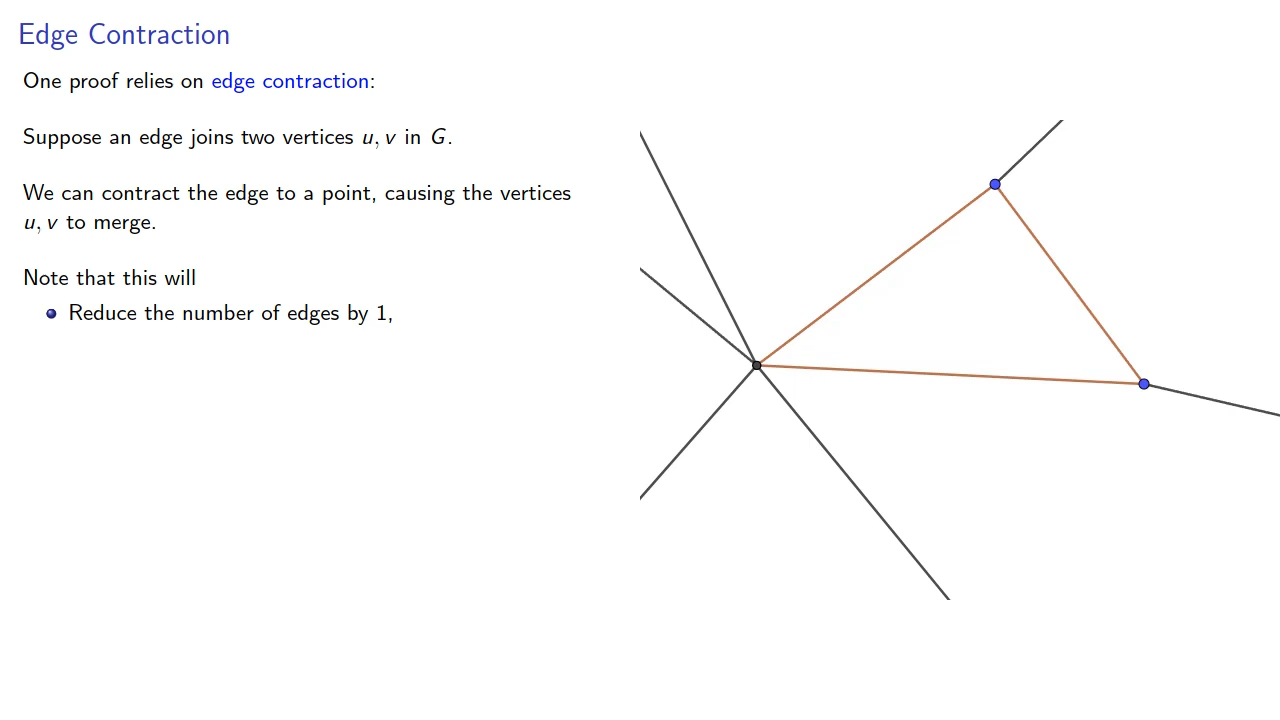 Edge Contraction
One proof relies on edge contraction:
Suppose an edge joins two vertices u, v in G.
We can contract the edge to a point, causing the vertices
u, v to merge.
Note that this will
Reduce the number of edges by 1,